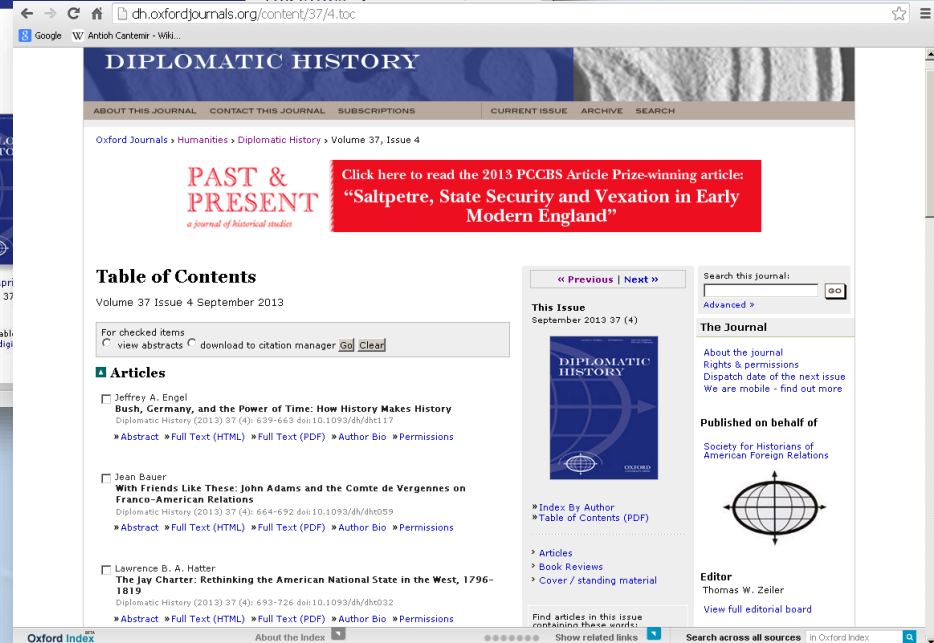 dh.oxfordjournals.org/content/37/4.toc
Google Antioh Cantemir - Wiki...
DIPLOMATIC HISTORY
ABOUT THIS JOURNAL CONTACT THIS JOURNAL SUBSCRIPTIONS CURRENT ISSUE ARCHIVE SEARCH
Oxford Journals > Humanities > Diplomatic History > Volume 37, Issue 4
PAST &
PRESENT
a journal of historical studies
Click here to read the 2013 PCCBS Article Prize-winning article:
“Saltpetre, State Security and Vexation in Early
Modern England”
Table of Contents
Volume 37 Issue 4 September 2013
For checked items
view abstracts download to citation manager Go Clear
Articles
Jeffrey A. Engel
Bush, Germany, and the Power of Time: How History Makes History
Diplomatic History (2013) 37 (4): 639-663 doi:10.1093/dh/dht117
»Abstract »Full Text (HTML) »Full Text (PDF) »Author Bio »Permissions
Jean Bauer
With Friends Like These: John Adams and the Comte de Vergennes on
Franco-American Relations
Diplomatic History (2013) 37 (4): 664-692 doi:10.1093/dh/dht059
»Abstract »Full Text (HTML) »Full Text (PDF) »Author Bio »Permissions
Lawrence B. A. Hatter
The Jay Charter: Rethinking the American National State in the West, 1796-
1819
Diplomatic History (2013) 37 (4): 693-726 doi:10.1093/dh/dht032
»Abstract »Full Text (HTML) »Full Text (PDF) »Author Bio »Permissions
« Previous | Next »
This Issue
September 2013 37 (4)
DIPLOMATIC
HISTORY
OXFORD
»Index By Author
»Table of Contents (PDF)
> Articles
> Book Reviews
> Cover / standing material
Find articles in this issue
containing these words:
Search this journal:
GO
Advanced »
The Journal
About the journal
Rights & permissions
Dispatch date of the next issue
We are mobile - find out more
Published on behalf of
Society for Historians of
American Foreign Relations
Editor
Thomas W. Zeiler
View full editorial board
Oxford Index BETA About the Index Show related links Search across all sources in Oxford Index